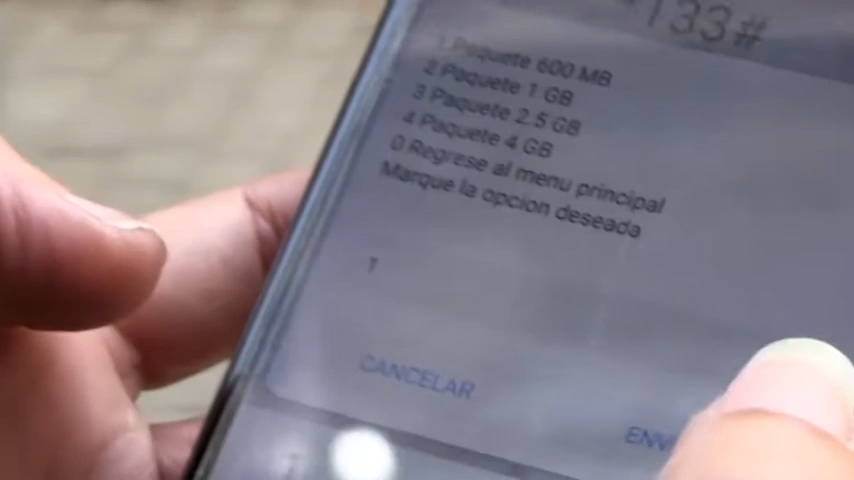 *133#
1 Paquete 600 MB
2 Paquete 1 GB
3 Paquete 2.5 GB
4 Paquete 4 GB
0 Regrese al menu principal
Marque la opcion deseada
1
CANCELAR